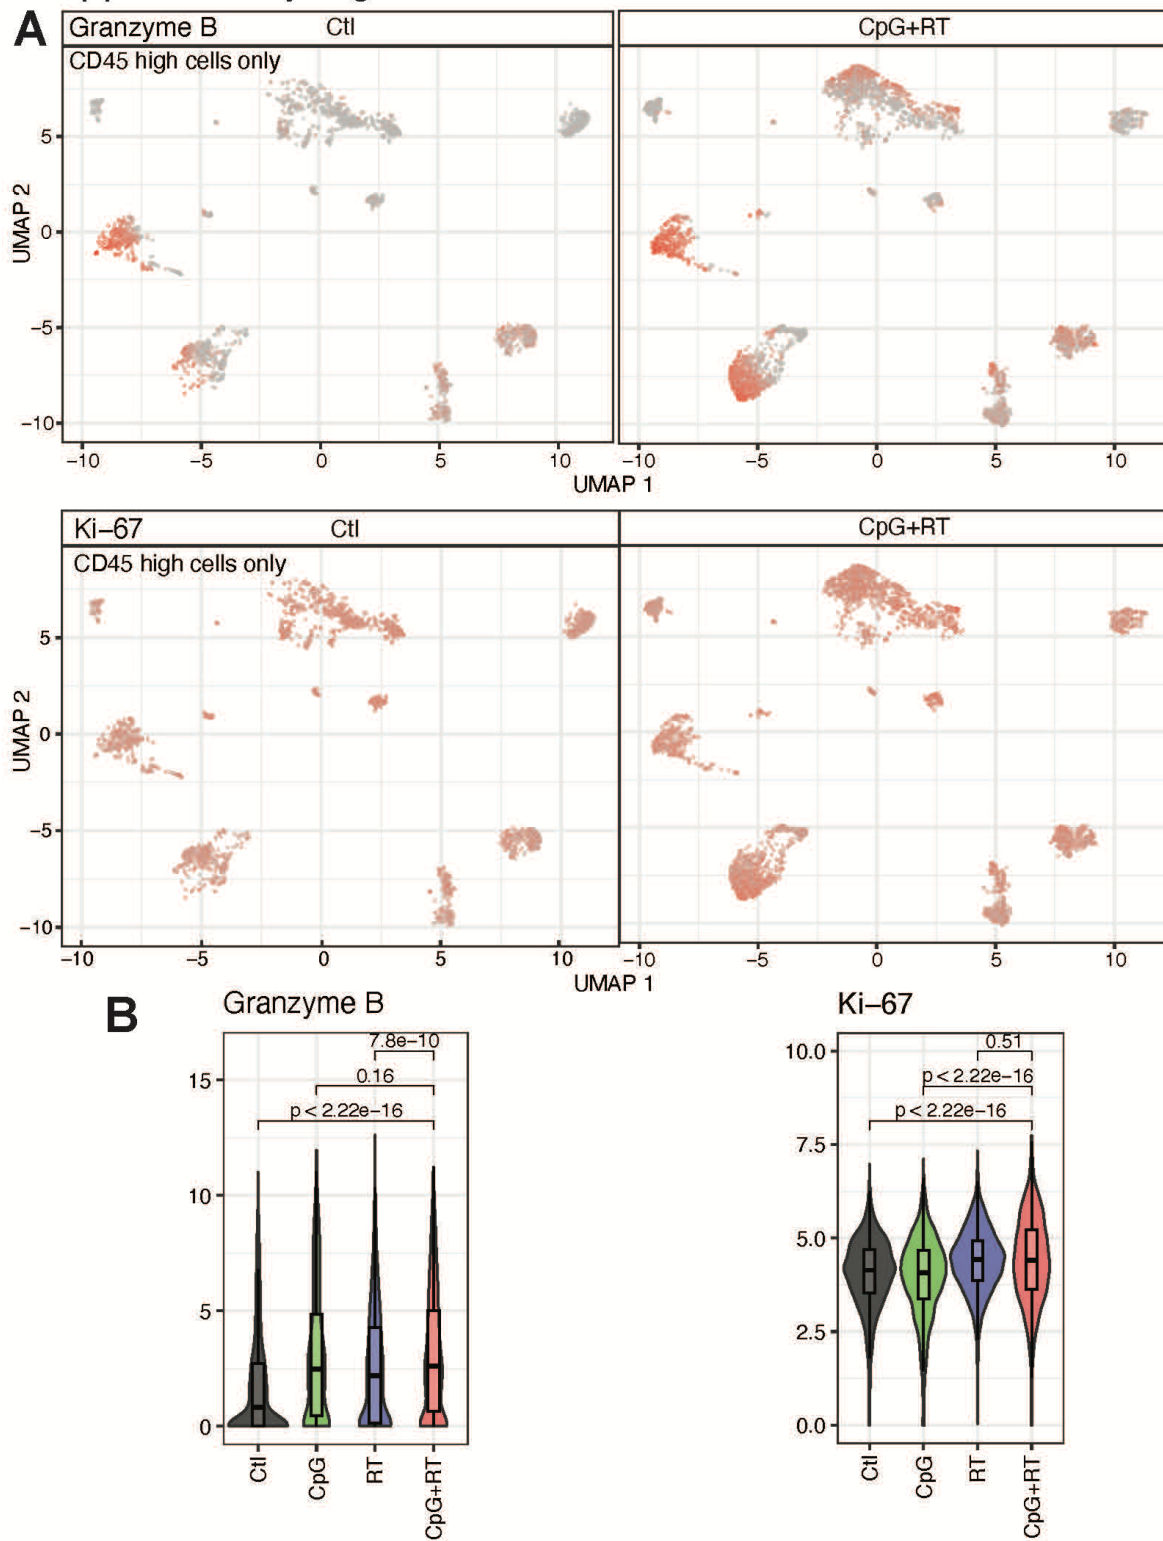 A
Granzyme B
Ctl
CpG+RT
CD45 high cells only
UMAP 2
5
0
−5
−10
−10 −5 0 5 10
−10 −5 0 5 10
UMAP 1
Ki−67
Ctl
CpG+RT
CD45 high cells only
UMAP 2
5
0
−5
−10
−10 −5 0 5 10
−10 −5 0 5 10
UMAP 1
B
Granzyme B
7.8e−10
0.16
p < 2.22e−16
15
10
5
0
Ctl
CpG
RT
CpG+RT
Ki−67
0.51
p < 2.22e−16
p < 2.22e−16
10.0
7.5
5.0
2.5
0.0
Ctl
CpG
RT
CpG+RT